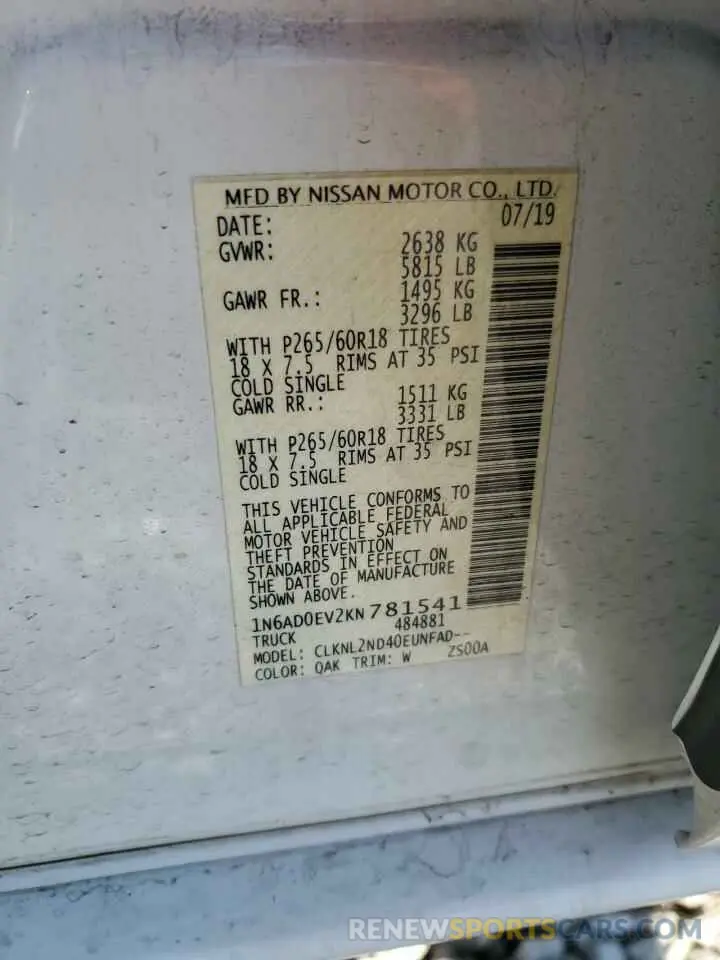 MFD BY NISSAN MOTOR CO., LTD.
DATE: 07/19
GVWR: 2638 KG
5815 LB
GAWR FR.: 1495 KG
3296 LB
WITH P265/60R18 TIRES
18 X 7.5 RIMS AT 35 PSI
COLD SINGLE
GAWR RR.: 1511 KG
3331 LB
WITH P265/60R18 TIRES
18 X 7.5 RIMS AT 35 PSI
COLD SINGLE
THIS VEHICLE CONFORMS TO
ALL APPLICABLE FEDERAL
MOTOR VEHICLE SAFETY AND
THEFT PREVENTION
STANDARDS IN EFFECT ON
THE DATE OF MANUFACTURE
SHOWN ABOVE.
1N6AD0EV2KN781541
TRUCK 484881
MODEL: CLKNL2ND40EUNFAD--
COLOR: QAK TRIM: W ZS00A
RENEWSPORTSCARS.COM